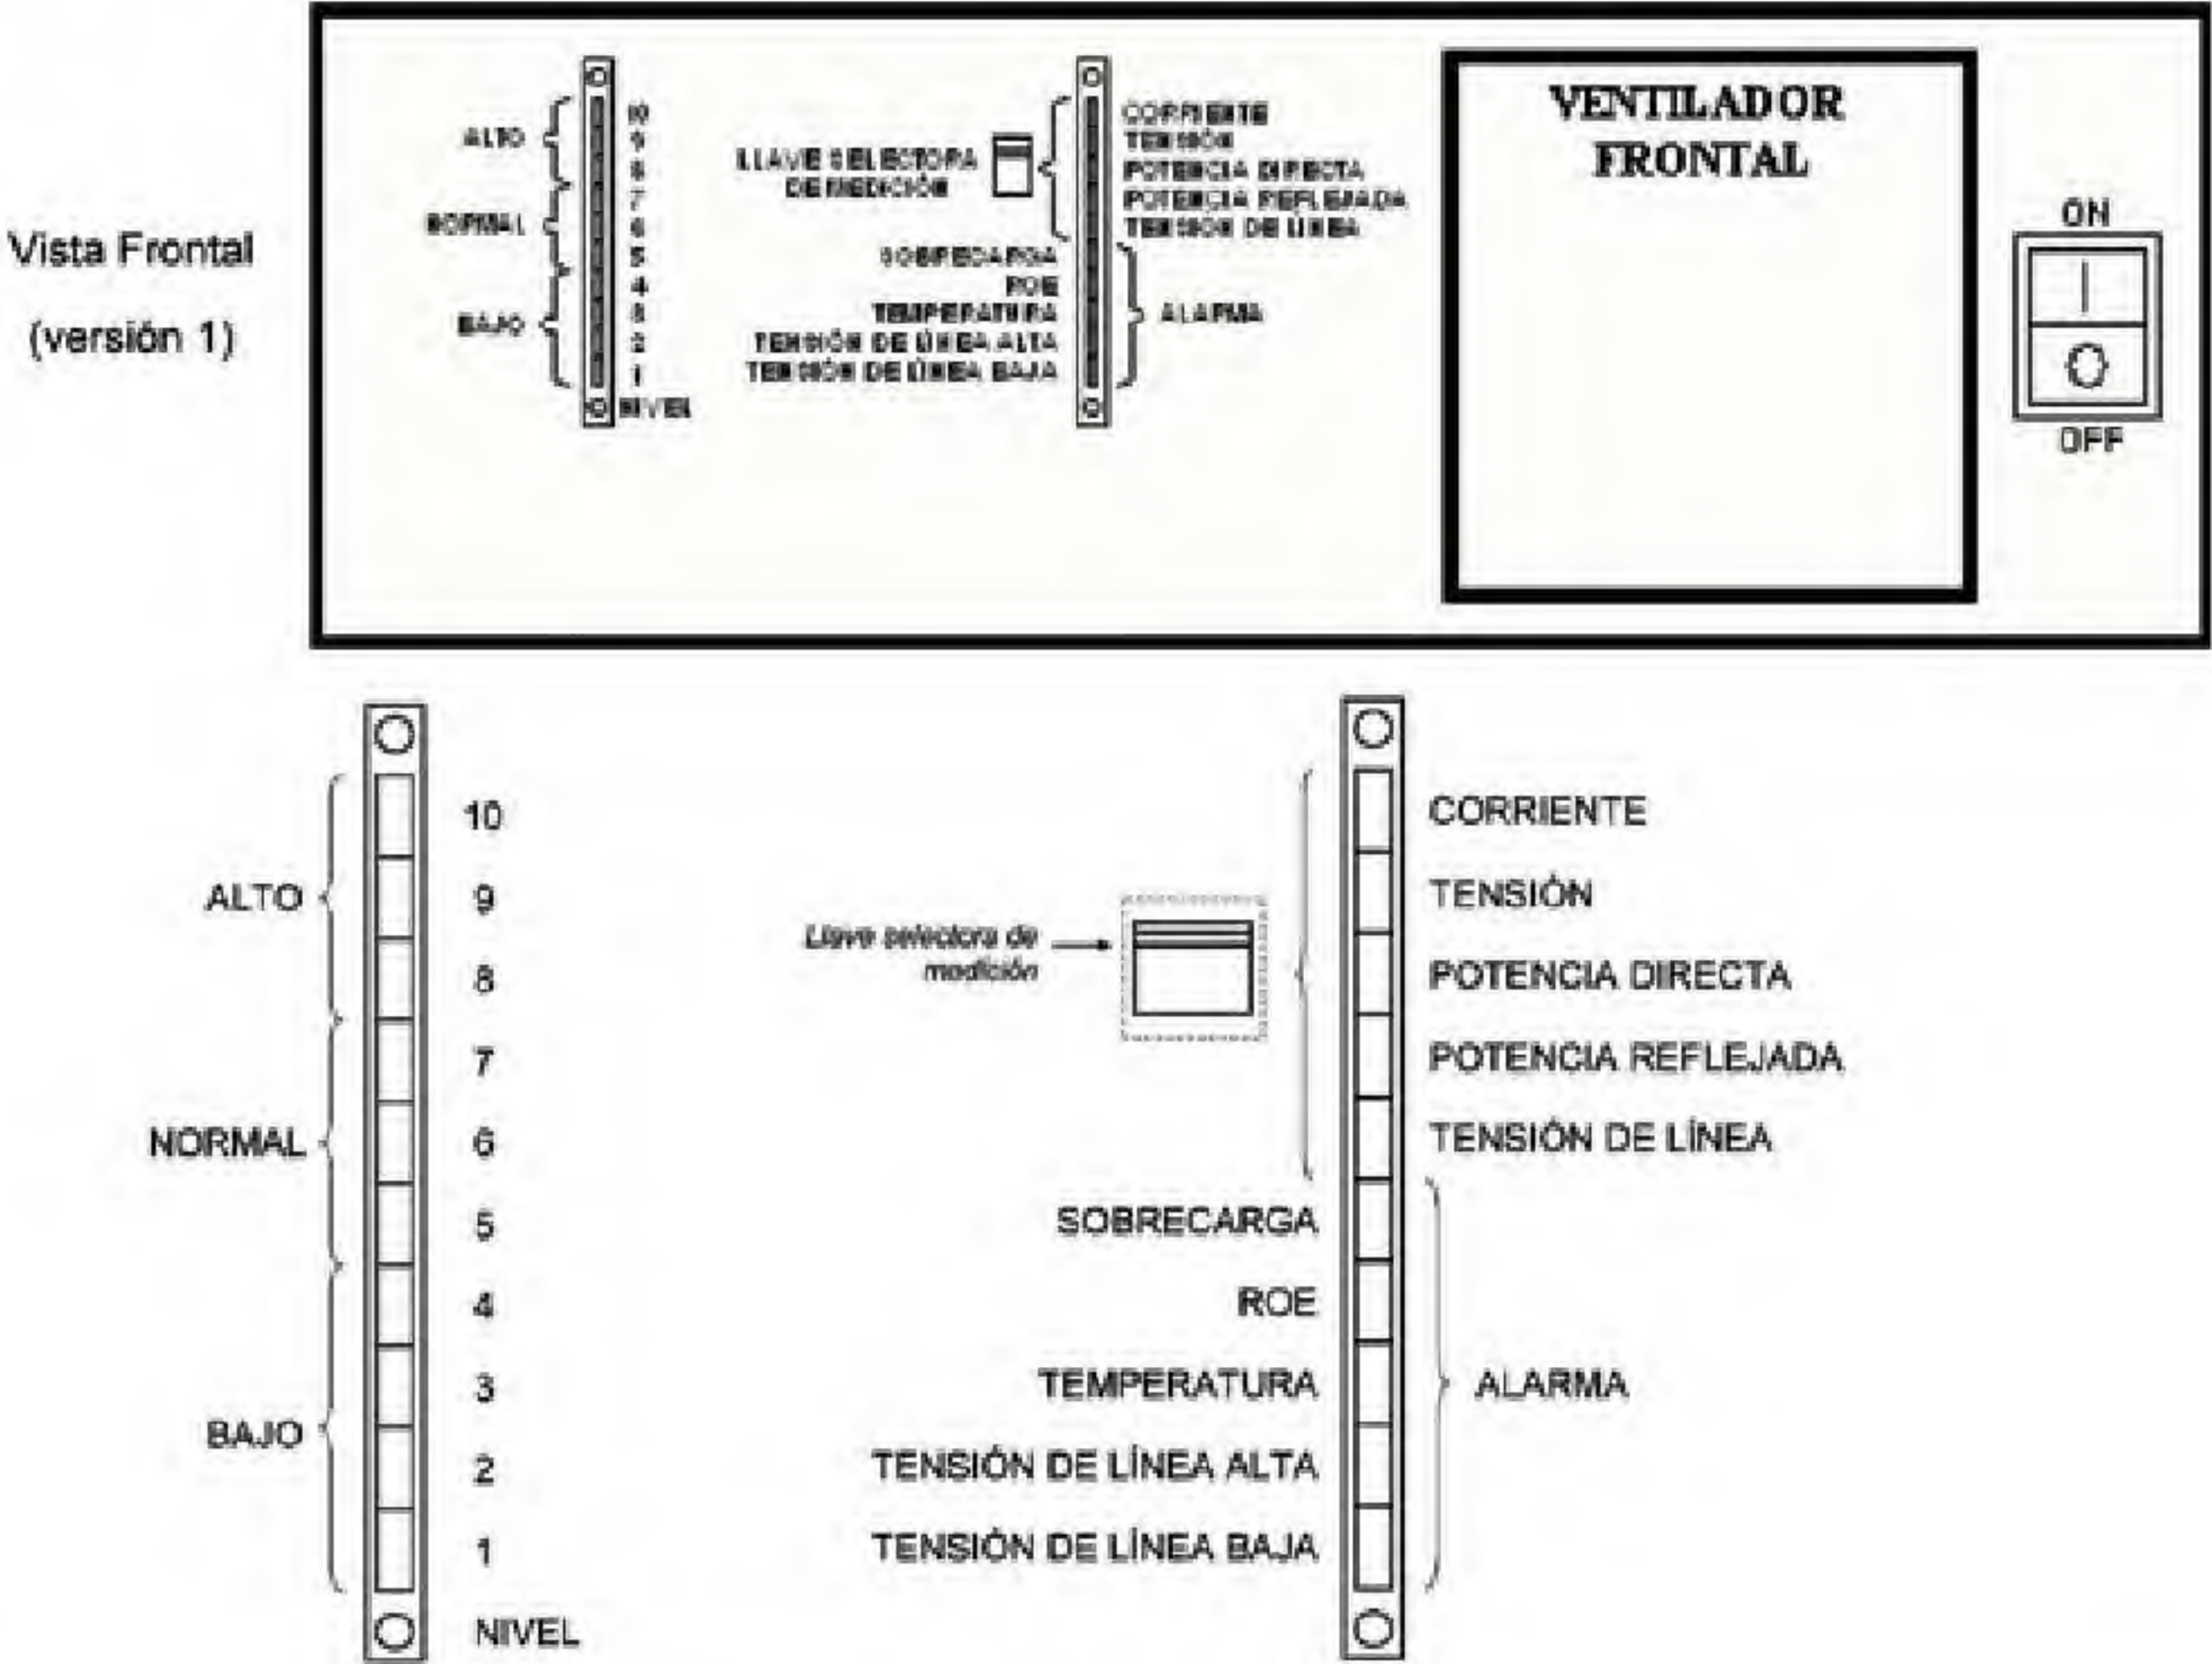 Vista Frontal
(versión 1)
ALTO
NORMAL
BAJO
10
9
8
7
6
5
4
3
2
1
NIVEL
LLAVE SELECTORA
DE MEDICIÓN
CORRIENTE
TENSIÓN
POTENCIA DIRECTA
POTENCIA REFLEJADA
TENSION DE LINEA
SOBRECARGA
ROE
TEMPERATURA
TENSIÓN DE LÍNEA ALTA
TENSIÓN DE LÍNEA BAJA
ALARMA
VENTILADOR
FRONTAL
ON
OFF
ALTO
NORMAL
BAJO
10
9
8
7
6
5
4
3
2
1
NIVEL
Llave selectora de
medición
CORRIENTE
TENSIÓN
POTENCIA DIRECTA
POTENCIA REFLEJADA
TENSIÓN DE LÍNEA
SOBRECARGA
ROE
TEMPERATURA
TENSIÓN DE LÍNEA ALTA
TENSIÓN DE LÍNEA BAJA
ALARMA